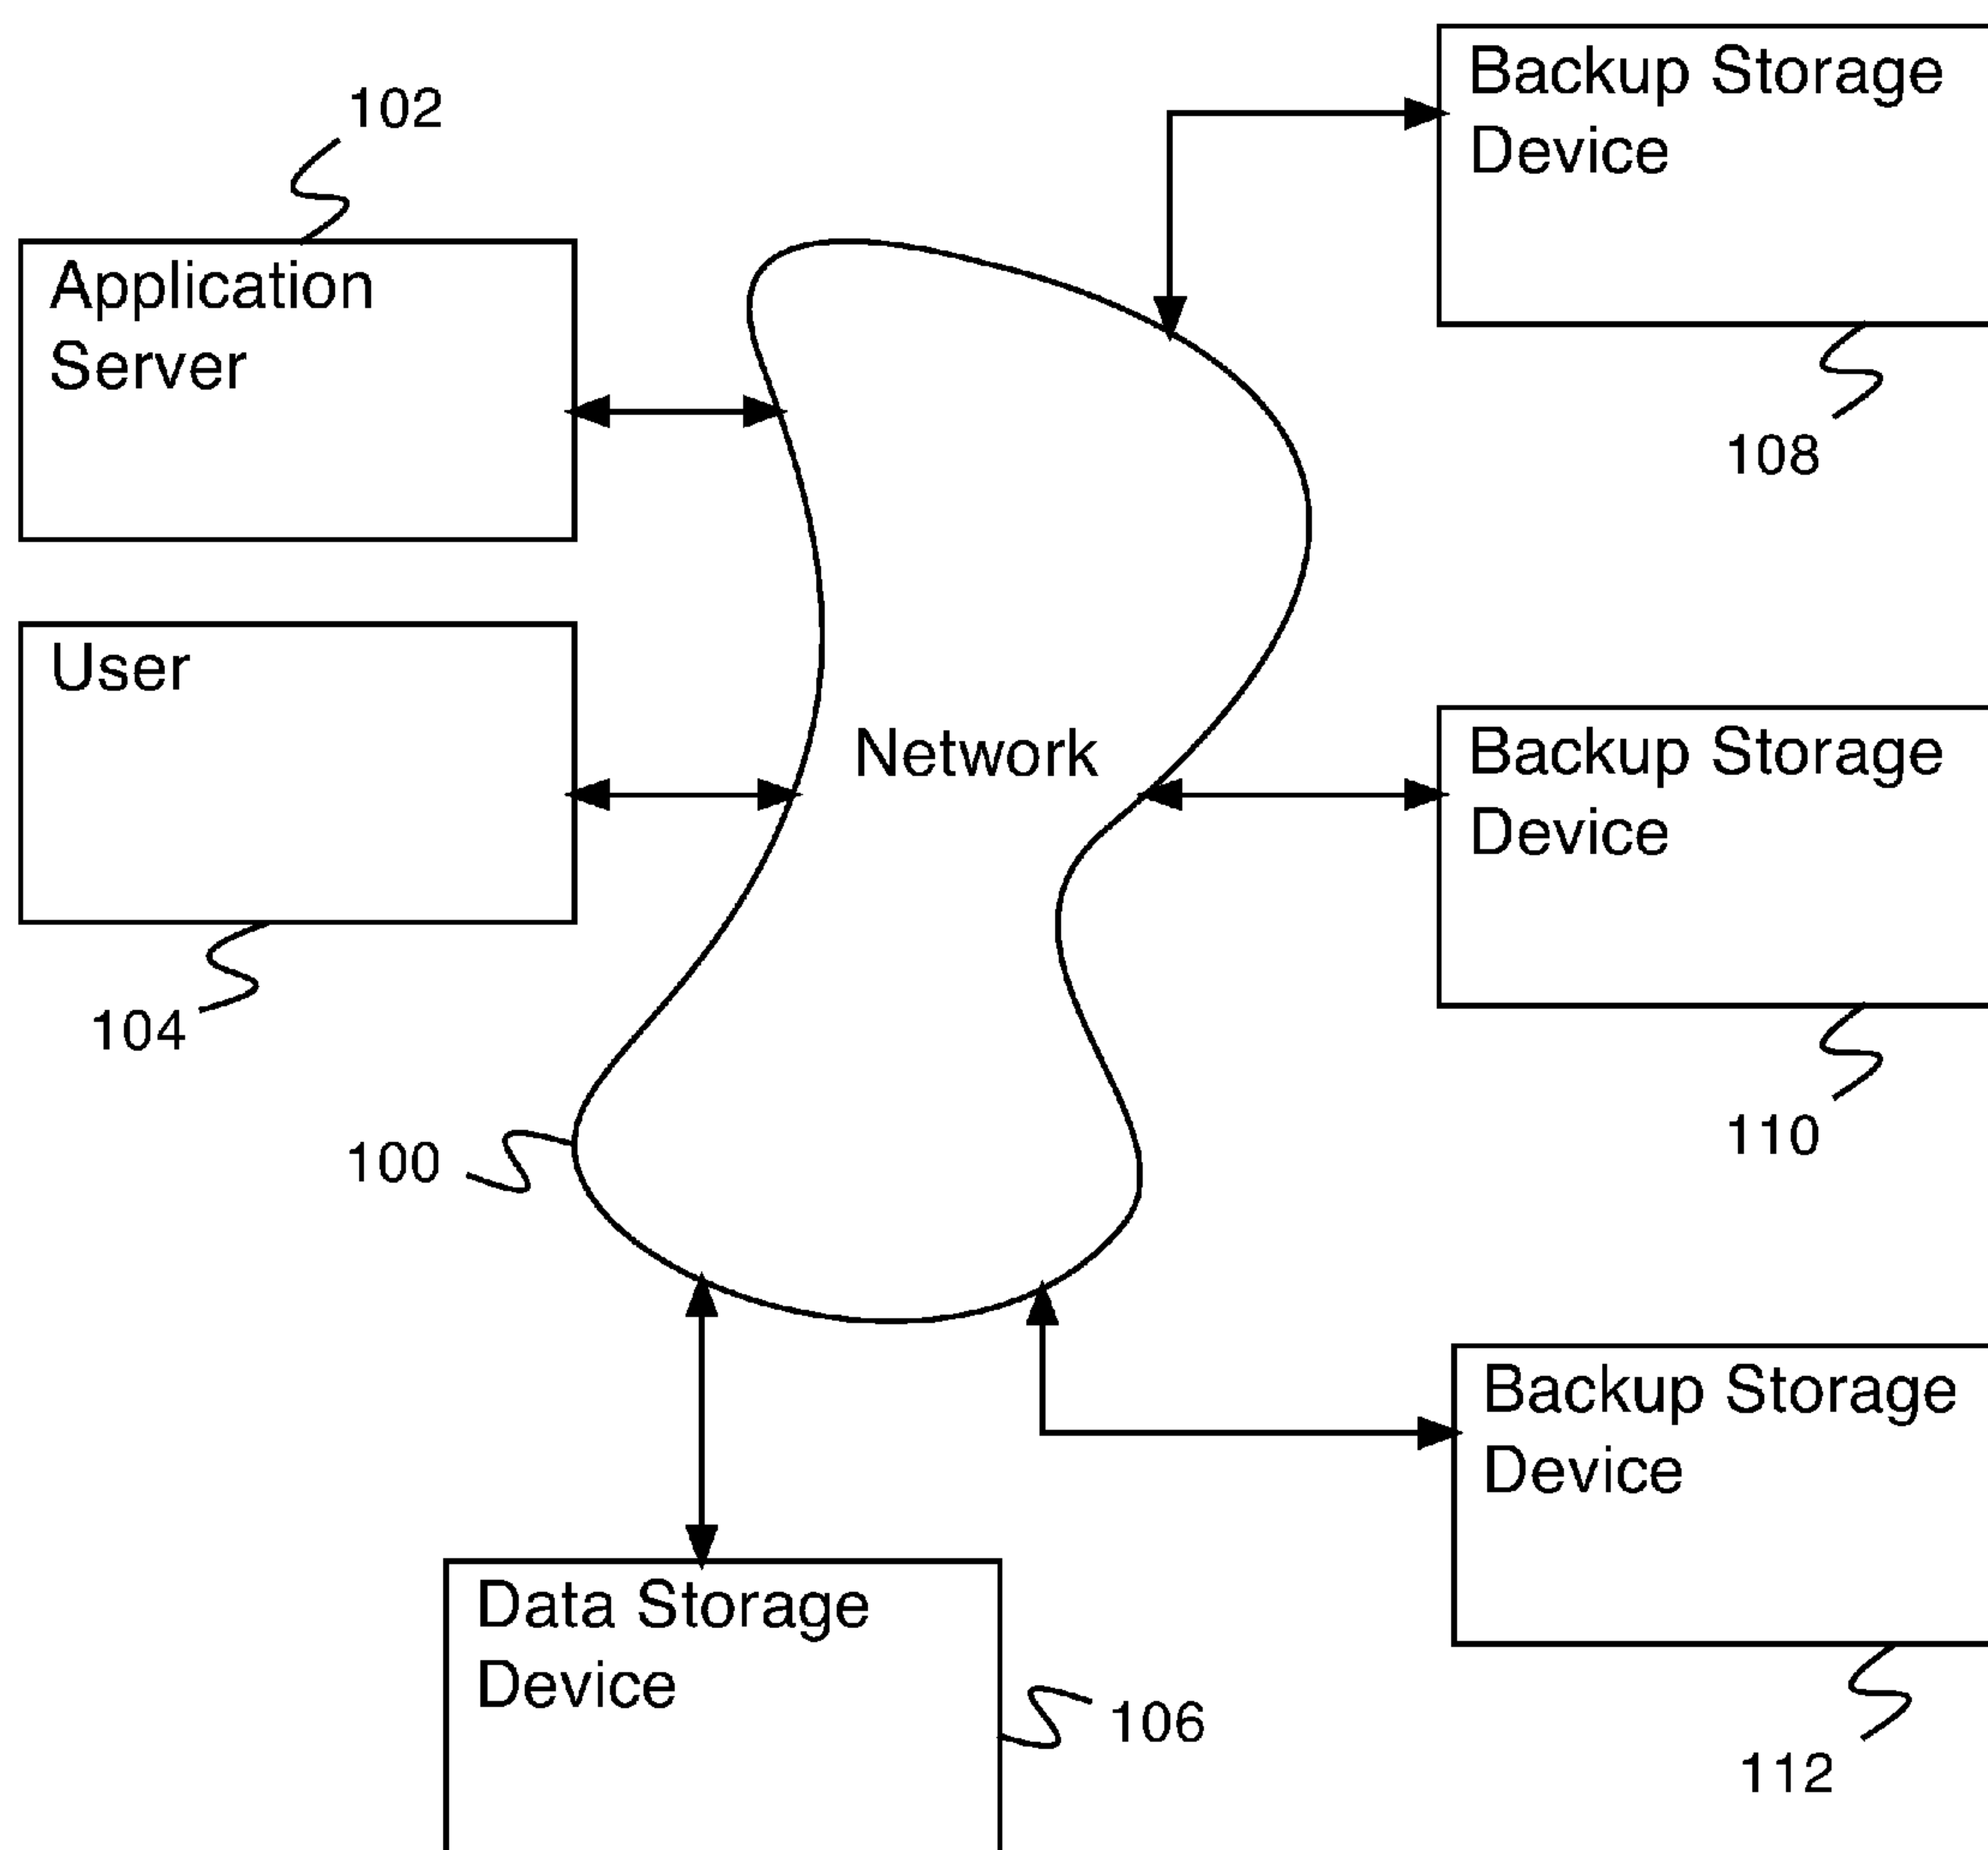 102
Application
Server
User
104
100
Network
Backup Storage
Device
108
Backup Storage
Device
110
Backup Storage
Device
112
Data Storage
Device
106